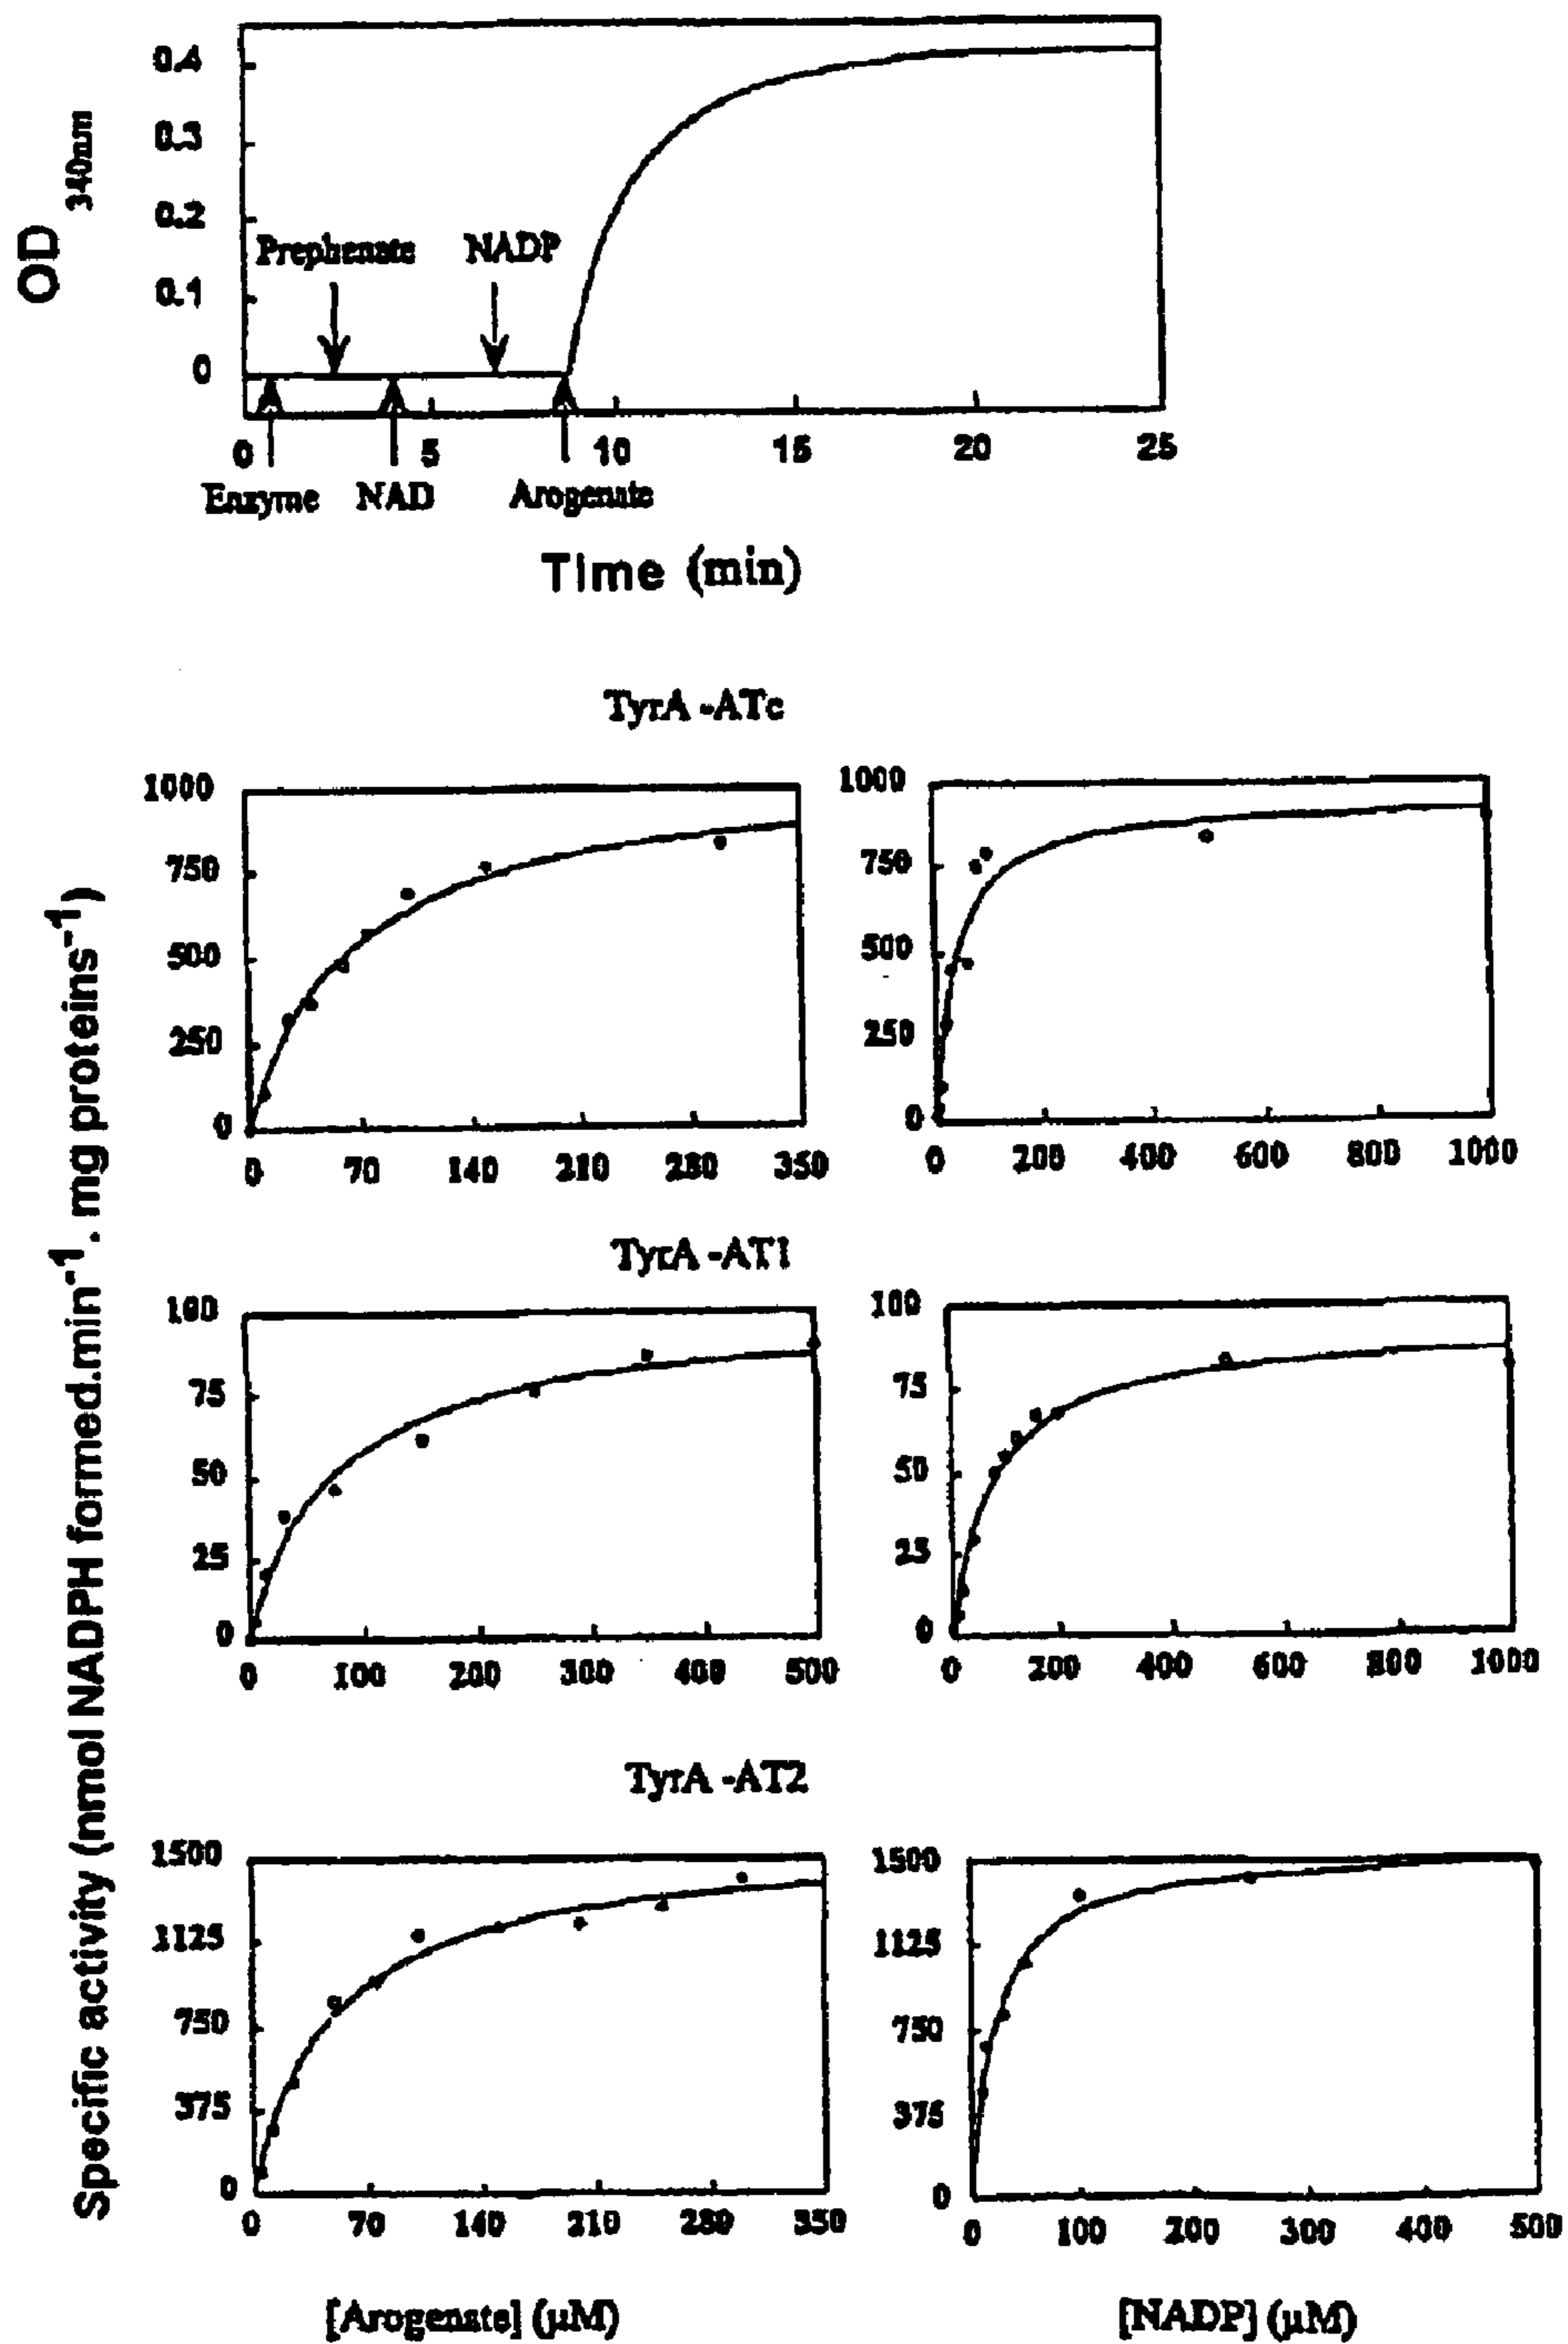 OD 340nm
0.4
0.3
0.2
0.1
0
Prephenate
NADP
0 5 10 15 20 25
Enzyme NAD Arogenate
Time (min)
Specific activity (nmol NADPH formed.min⁻¹. mg proteins⁻¹)
TyrA -ATc
1000
750
500
250
0
0 70 140 210 280 350
1000
750
500
250
0
0 200 400 600 800 1000
TyrA -AT1
100
75
50
25
0
0 100 200 300 400 500
100
75
50
25
0
0 200 400 600 800 1000
TyrA -AT2
1500
1125
750
375
0
0 70 140 210 280 350
1500
1125
750
375
0
0 100 200 300 400 500
[Arogenate] (µM)
[NADP] (µM)